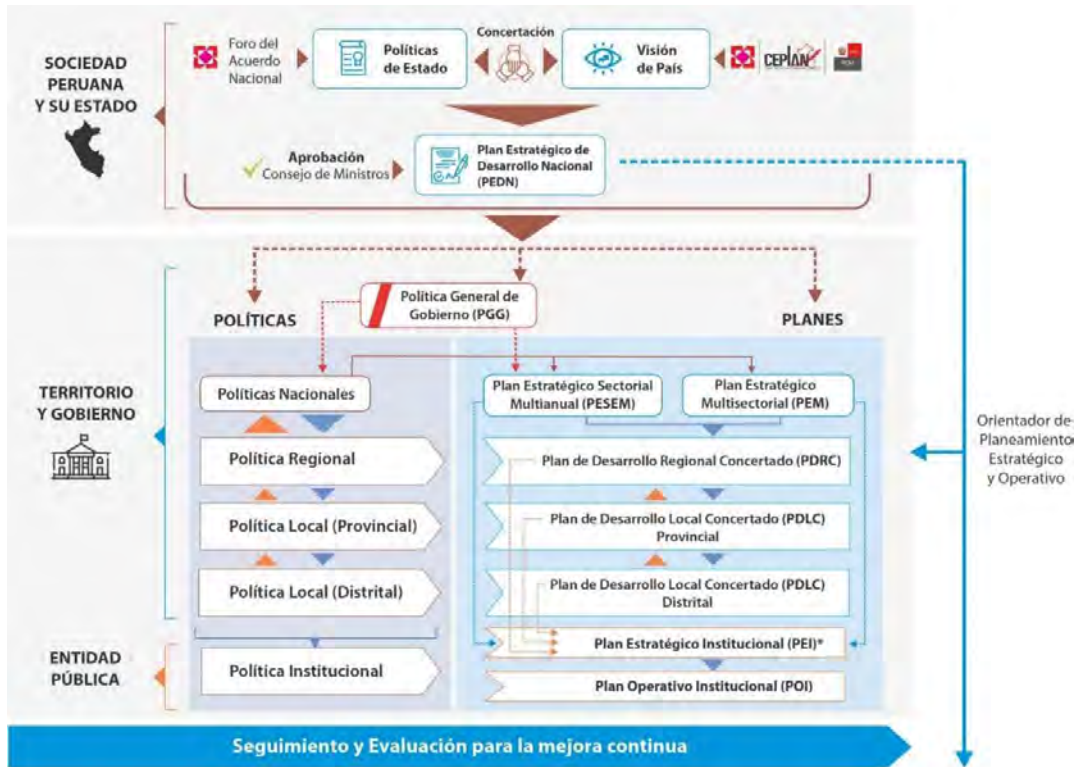 SOCIEDAD
PERUANA
Y SU ESTADO
Foro del
Acuerdo
Nacional
Políticas
de Estado
Concertación
Visión
de País
CEPLAN
PCM
Aprobación
Consejo de Ministros
Plan Estratégico de
Desarrollo Nacional
(PEDN)
TERRITORIO
Y GOBIERNO
POLÍTICAS
Política General de
Gobierno (PGG)
PLANES
Políticas Nacionales
Plan Estratégico Sectorial
Multianual (PESEM)
Plan Estratégico
Multisectorial (PEM)
Política Regional
Plan de Desarrollo Regional Concertado (PDRC)
Política Local (Provincial)
Plan de Desarrollo Local Concertado (PDLC)
Provincial
Política Local (Distrital)
Plan de Desarrollo Local Concertado (PDLC)
Distrital
Orientador de
Planeamiento
Estratégico
y Operativo
ENTIDAD
PÚBLICA
Política Institucional
Plan Estratégico Institucional (PEI)*
Plan Operativo Institucional (POI)
Seguimiento y Evaluación para la mejora continua